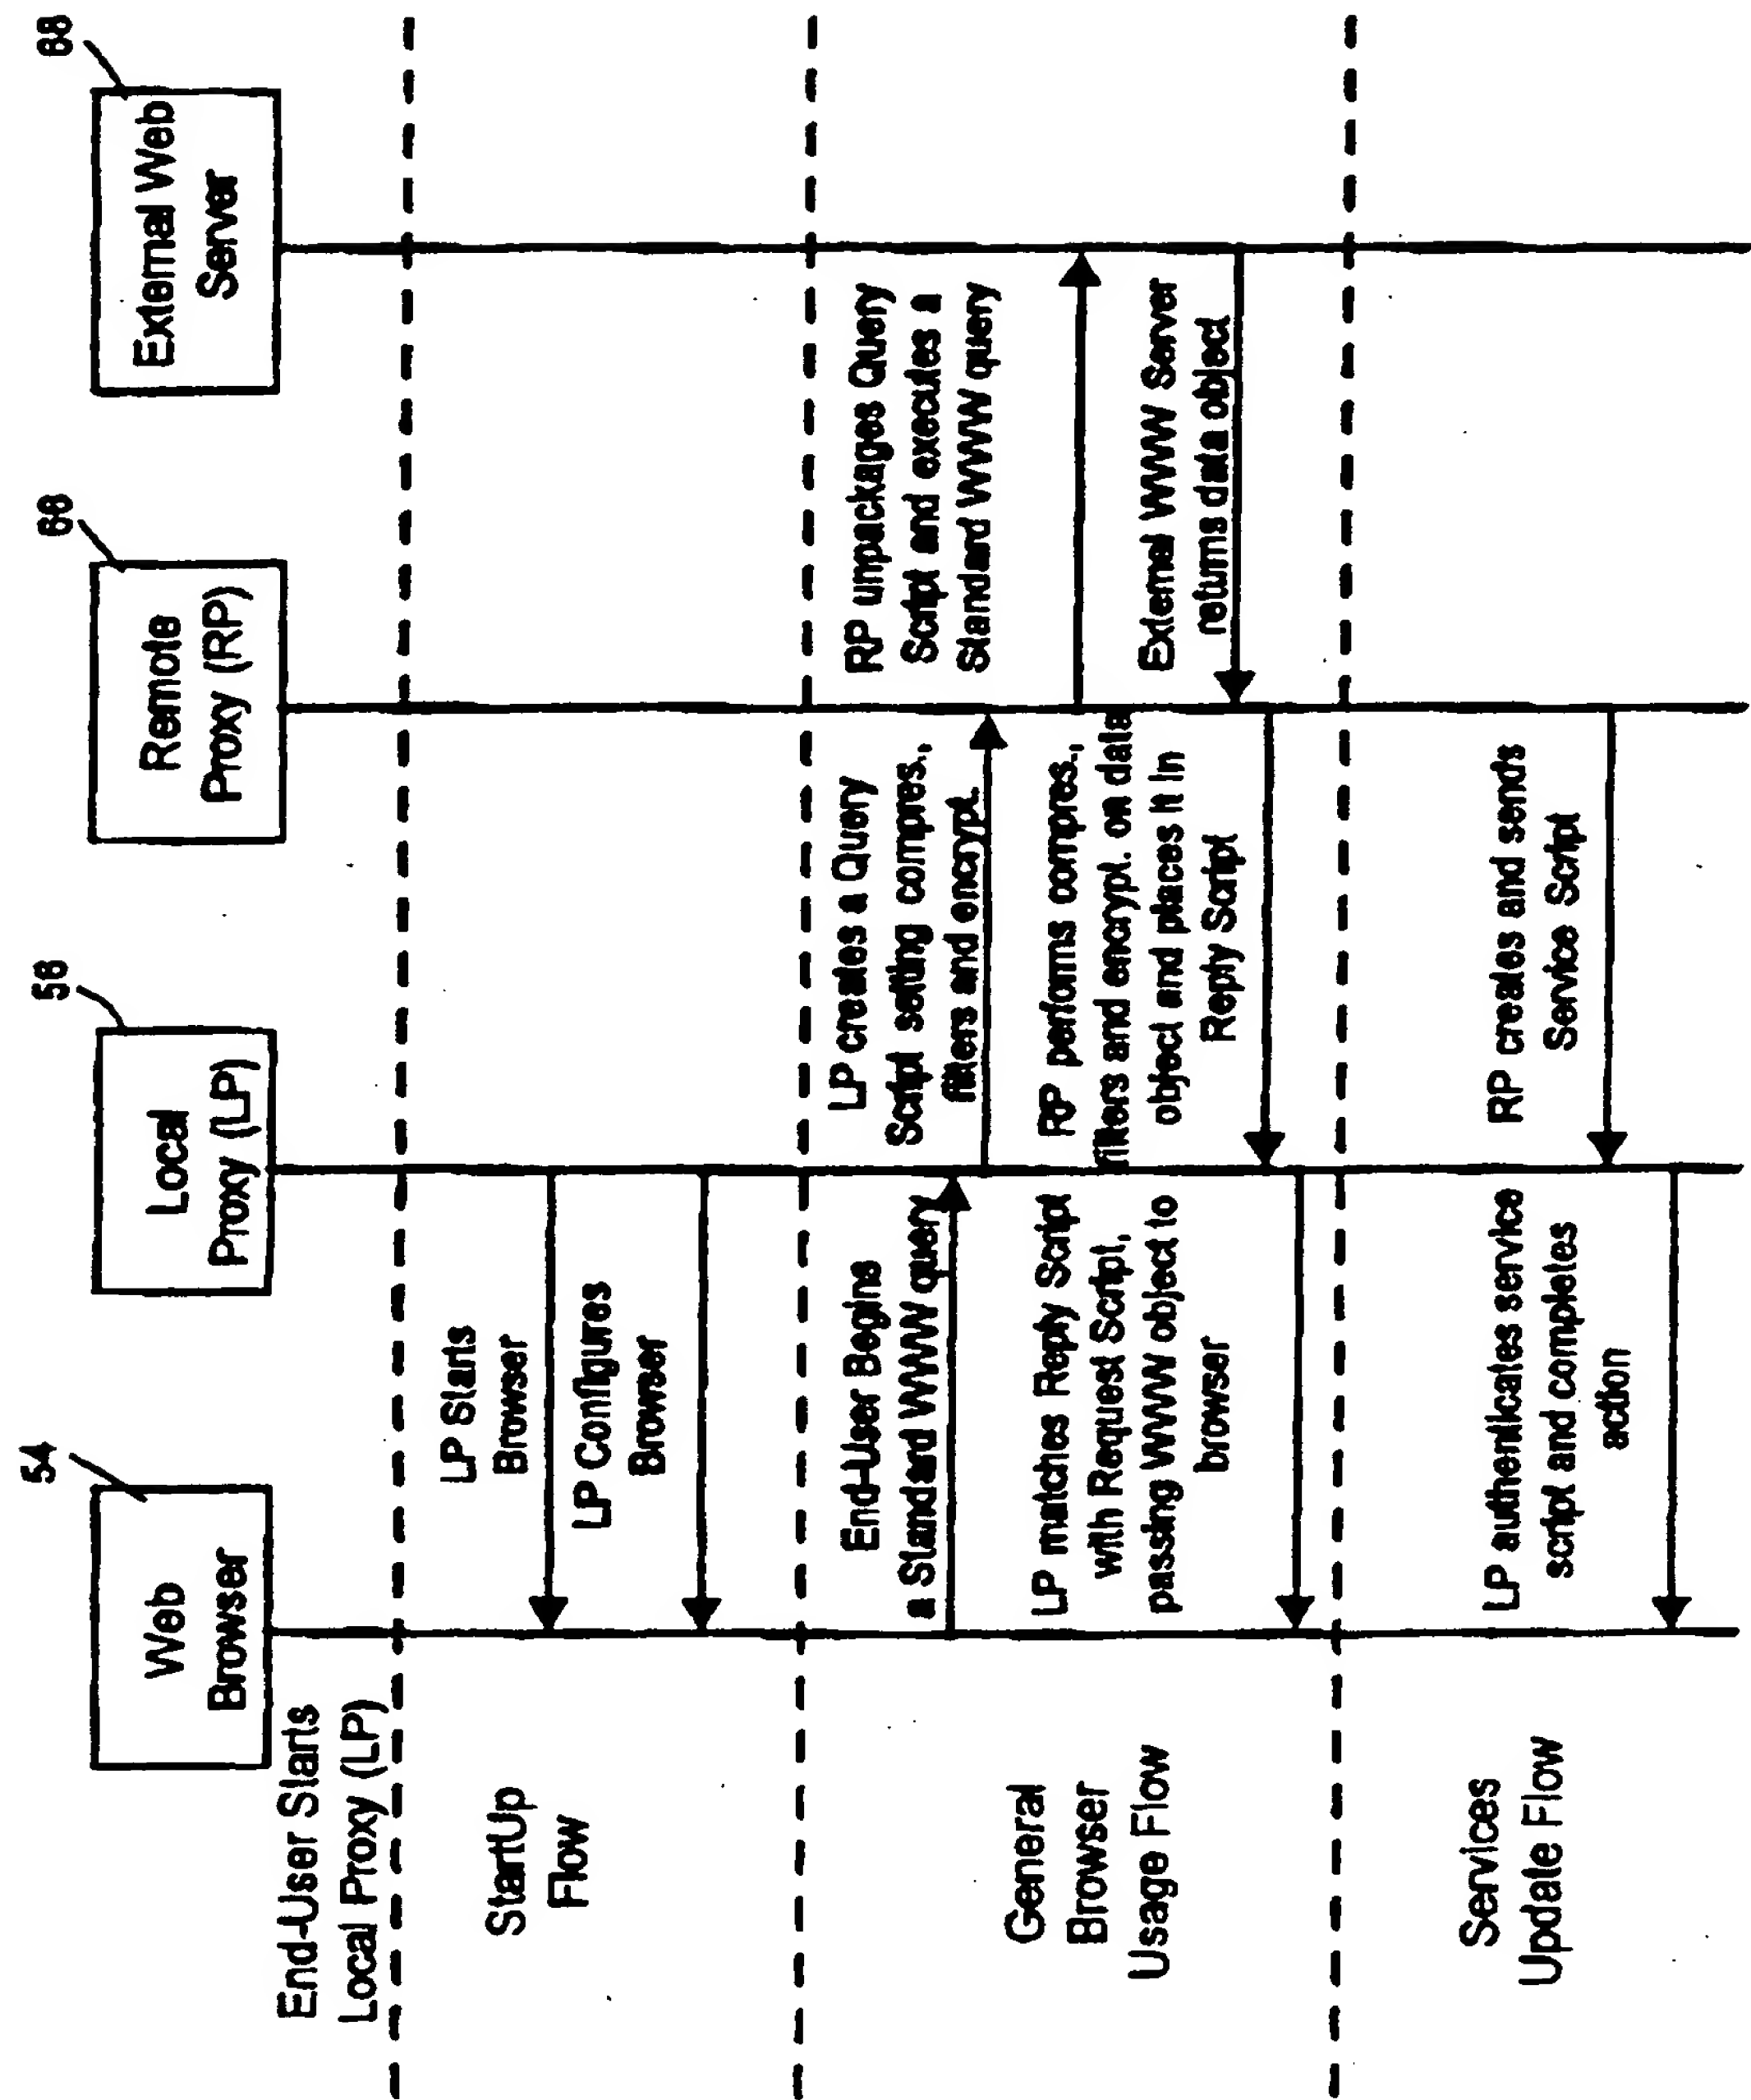 54
Web
Browser
56
Local
Proxy (LP)
66
Remote
Proxy (RP)
68
External Web
Server
End-User Starts
Local Proxy (LP)
StartUp
Flow
LP Starts
Browser
LP Configures
Browser
General
Browser
Usage Flow
End-User Begins
a Standard WWW query
LP creates a Query
Script setting compres.,
filters and encrypt.
RP unpackages Query
Script and executes a
Standard WWW query
External WWW Server
returns data object
RP performs compres.,
filters and encrypt. on data
object and places it in
Reply Script
LP matches Reply Script
with Request Script,
passing WWW object to
browser
Services
Update Flow
RP creates and sends
Service Script
LP authenticates service
script and completes
action